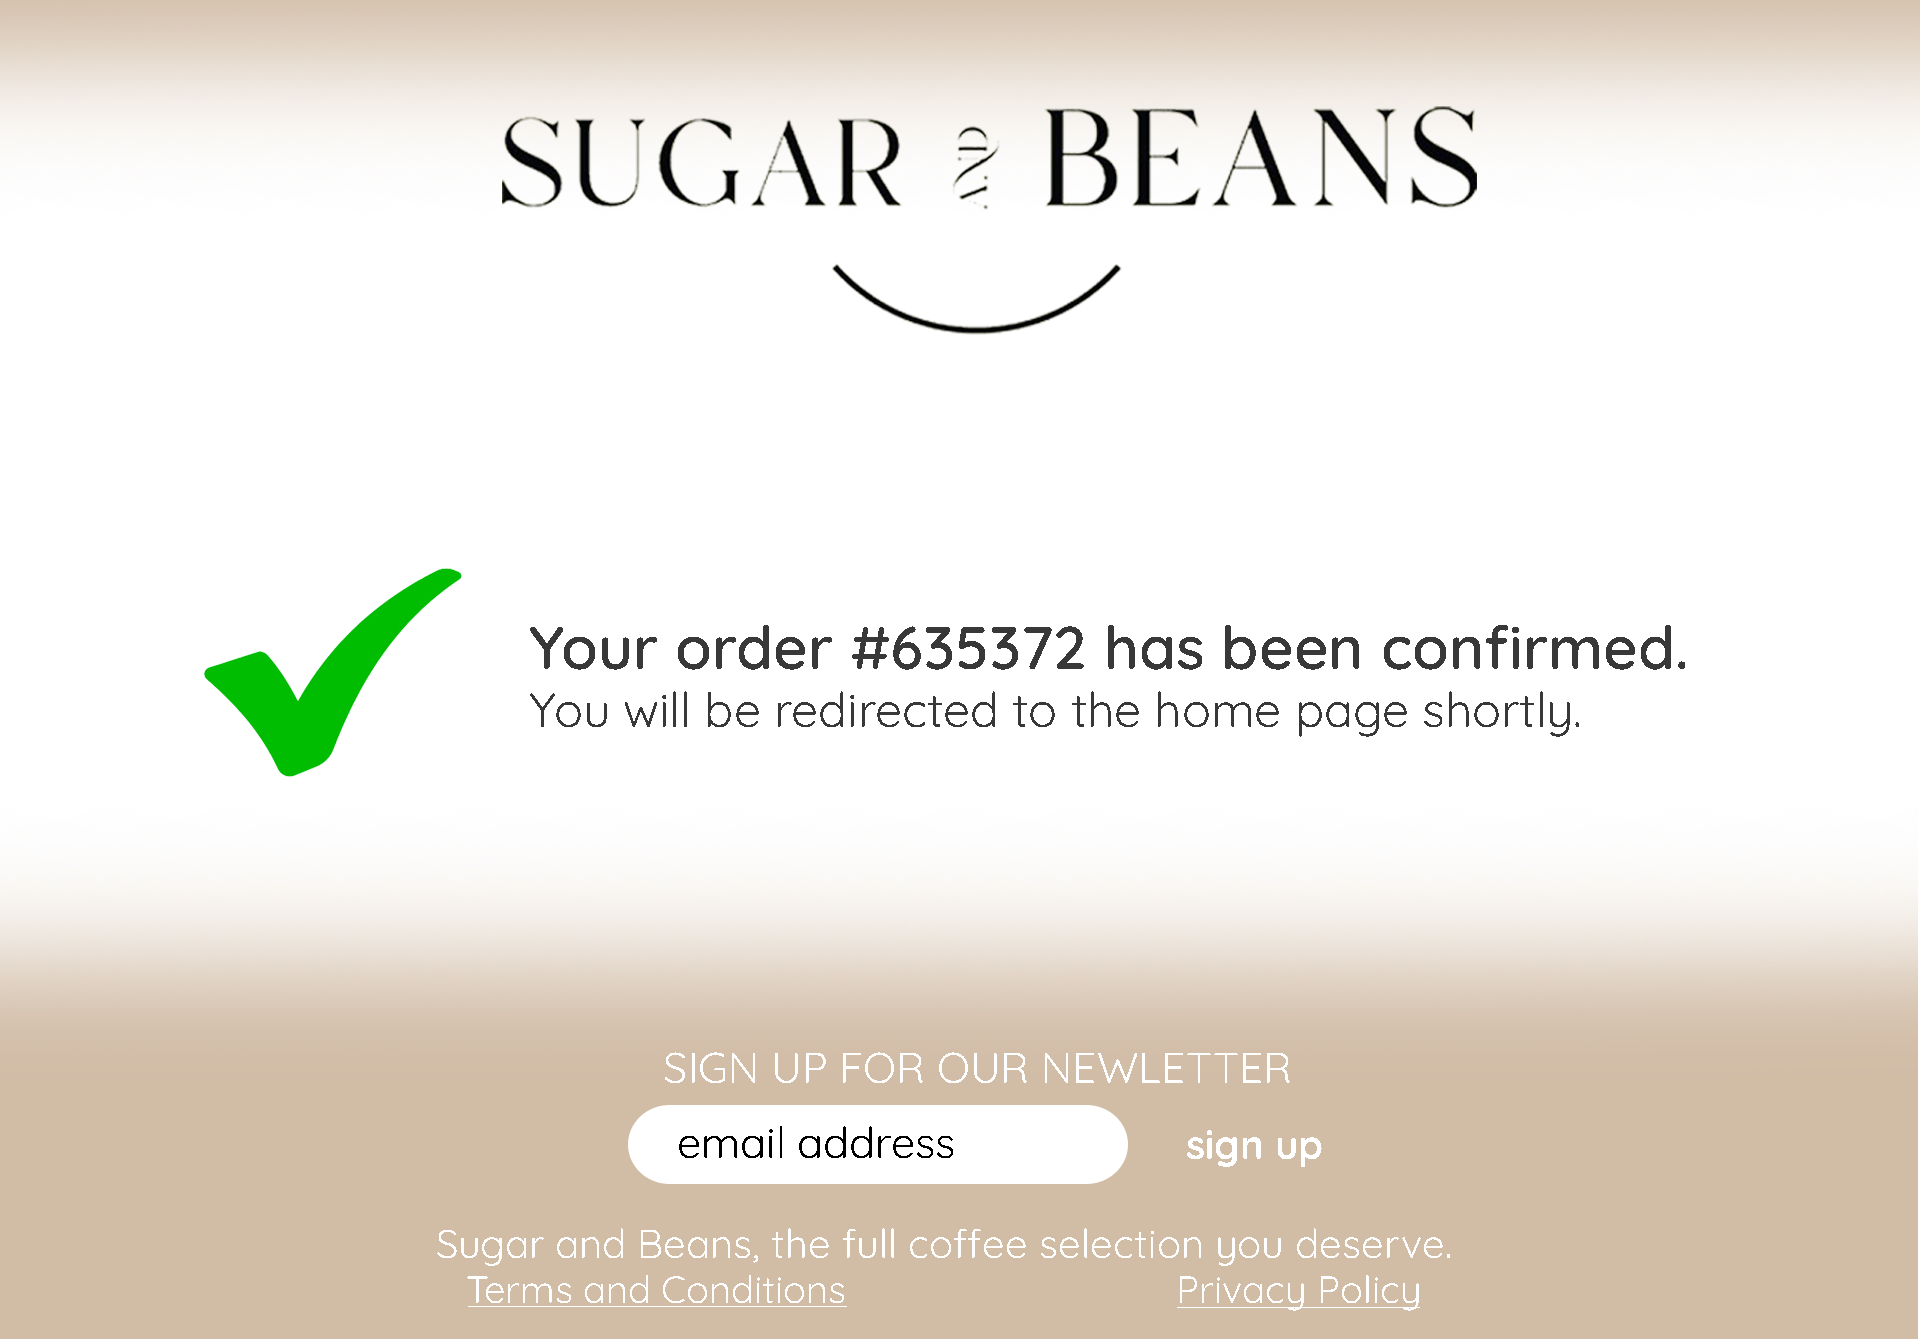 SUGAR AND BEANS
Your order #635372 has been confirmed.
You will be redirected to the home page shortly.
SIGN UP FOR OUR NEWLETTER
email address
sign up
Sugar and Beans, the full coffee selection you deserve.
Terms and Conditions
Privacy Policy